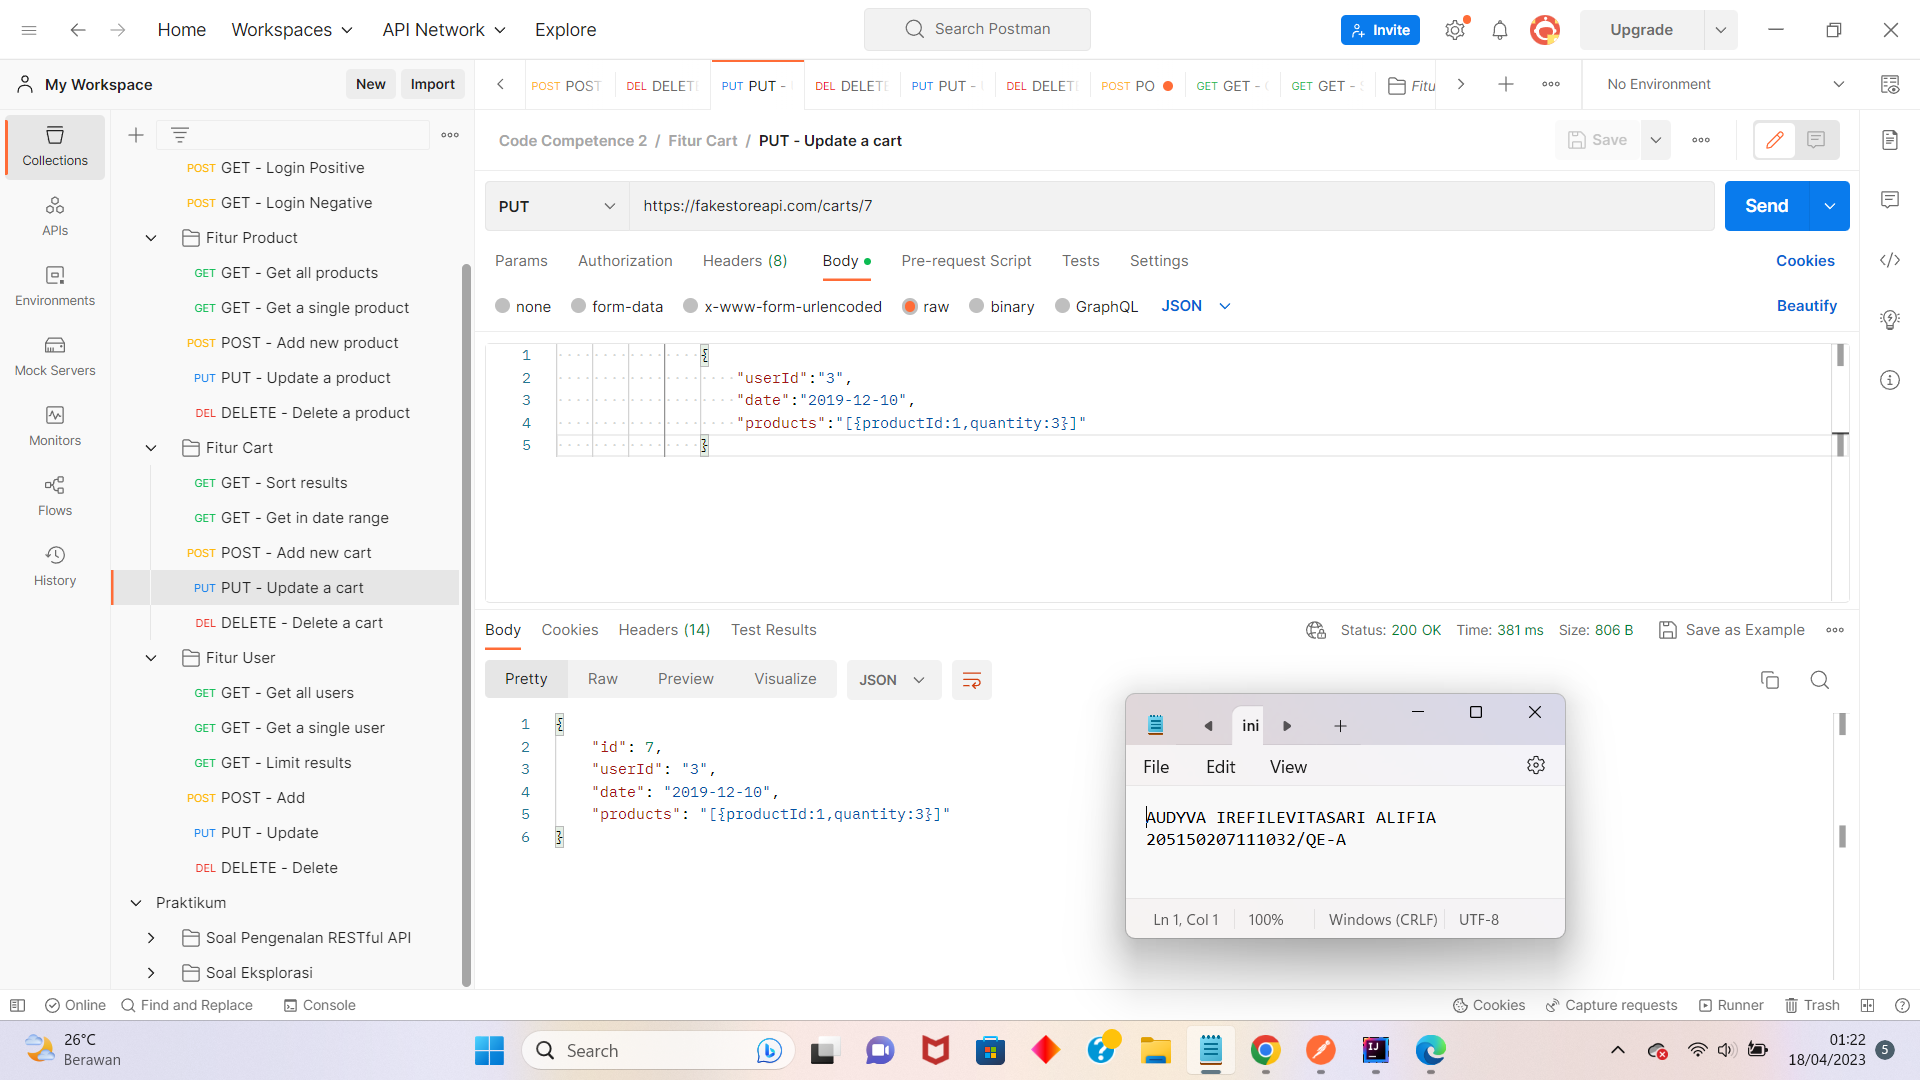 Home
Workspaces
API Network
Explore
Search Postman
Invite
Upgrade
My Workspace
New
Import
POST POST
DEL DELET
PUT PUT -
DEL DELETE
PUT PUT -
DEL DELET
POST PO
GET GET -
GET GET -
Fitu
No Environment
Collections
APIs
Environments
Mock Servers
Monitors
Flows
History
POST GET - Login Positive
POST GET - Login Negative
Fitur Product
GET GET - Get all products
GET GET - Get a single product
POST POST - Add new product
PUT PUT - Update a product
DEL DELETE - Delete a product
Fitur Cart
GET GET - Sort results
GET GET - Get in date range
POST POST - Add new cart
PUT PUT - Update a cart
DEL DELETE - Delete a cart
Fitur User
GET GET - Get all users
GET GET - Get a single user
GET GET - Limit results
POST POST - Add
PUT PUT - Update
DEL DELETE - Delete
Praktikum
Soal Pengenalan RESTful API
Soal Eksplorasi
Code Competence 2 / Fitur Cart / PUT - Update a cart
Save
PUT
https://fakestoreapi.com/carts/7
Send
Params
Authorization
Headers (8)
Body
Pre-request Script
Tests
Settings
Cookies
none
form-data
x-www-form-urlencoded
raw
binary
GraphQL
JSON
Beautify
1 {
2 "userId":"3",
3 "date":"2019-12-10",
4 "products":"[{productId:1,quantity:3}]"
5 }
Body
Cookies
Headers (14)
Test Results
Status: 200 OK
Time: 381 ms
Size: 806 B
Save as Example
Pretty
Raw
Preview
Visualize
JSON
1 {
2 "id": 7,
3 "userId": "3",
4 "date": "2019-12-10",
5 "products": "[{productId:1,quantity:3}]"
6 }
ini
File
Edit
View
AUDYVA IREFILEVITASARI ALIFIA
205150207111032/QE-A
Ln 1, Col 1
100%
Windows (CRLF)
UTF-8
Online
Find and Replace
Console
Cookies
Capture requests
Runner
Trash
26°C
Berawan
Search
01:22
18/04/2023
5